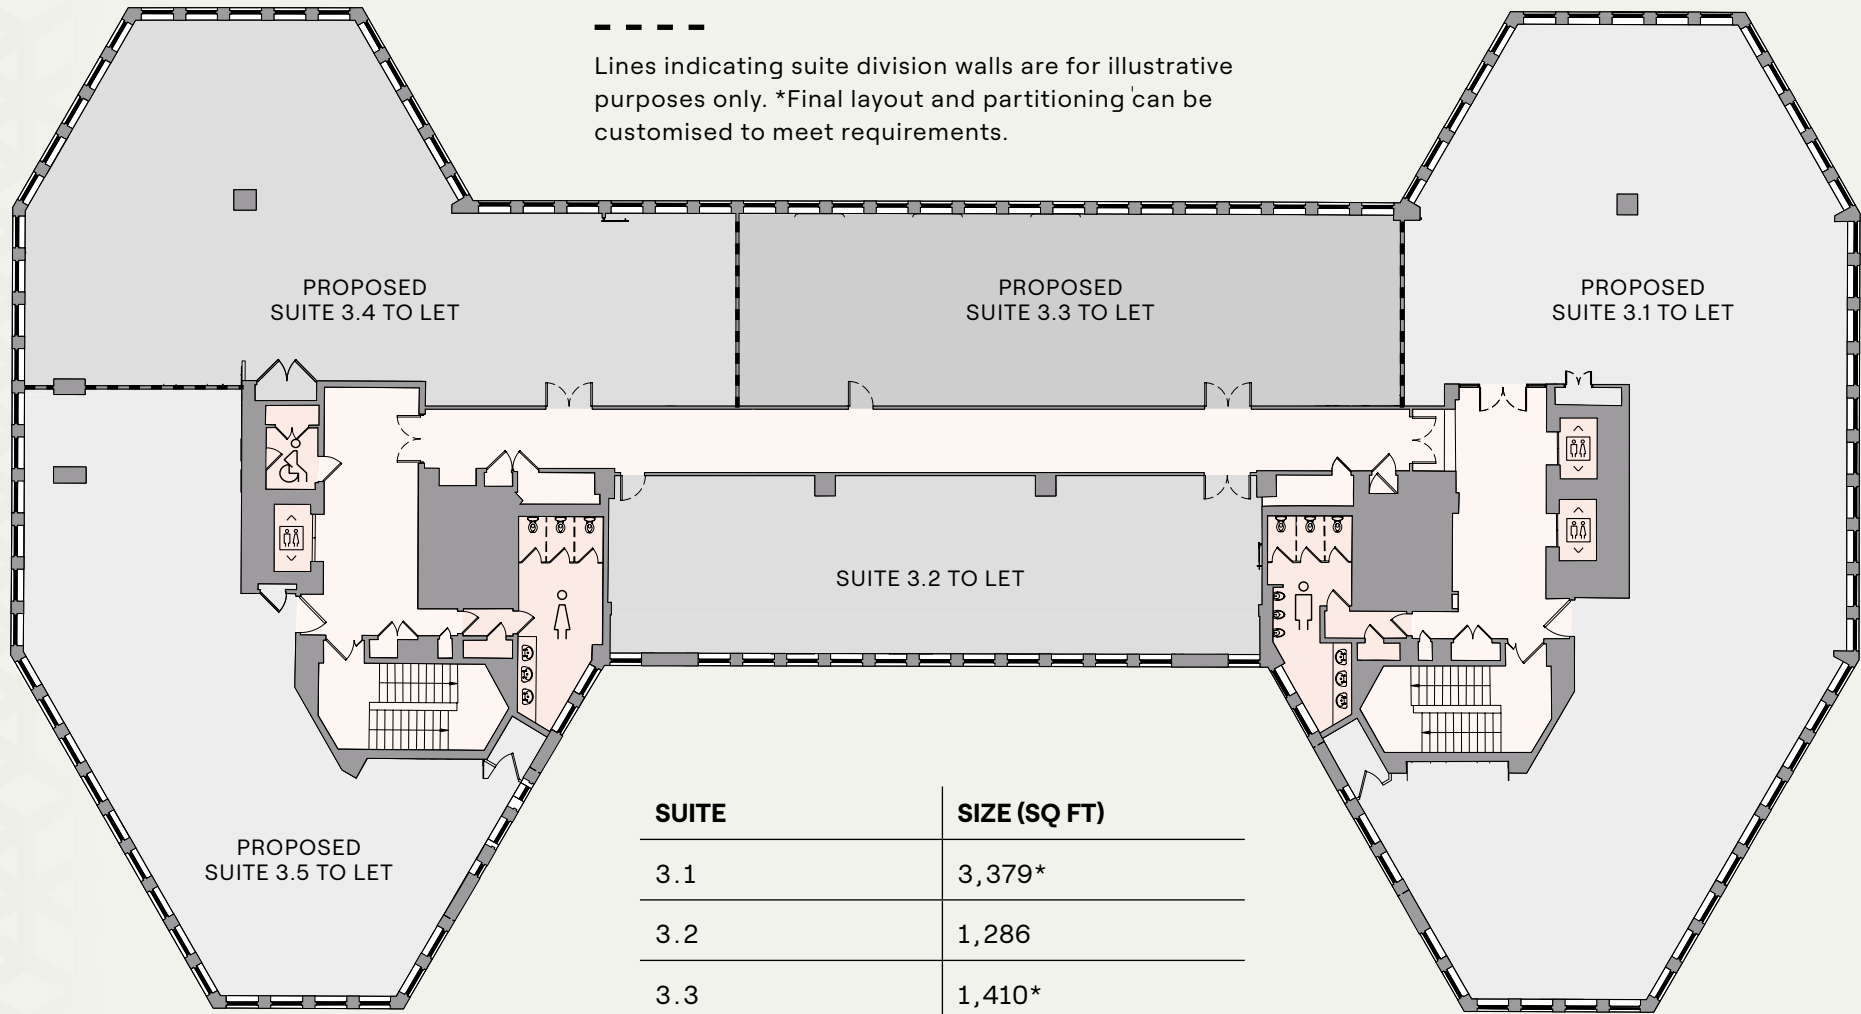 Lines indicating suite division walls are for illustrative
purposes only. *Final layout and partitioning can be
customised to meet requirements.
PROPOSED
SUITE 3.4 TO LET
PROPOSED
SUITE 3.3 TO LET
PROPOSED
SUITE 3.1 TO LET
SUITE 3.2 TO LET
PROPOSED
SUITE 3.5 TO LET
SUITE SIZE (SQ FT)
3.1 3,379*
3.2 1,286
3.3 1,410*